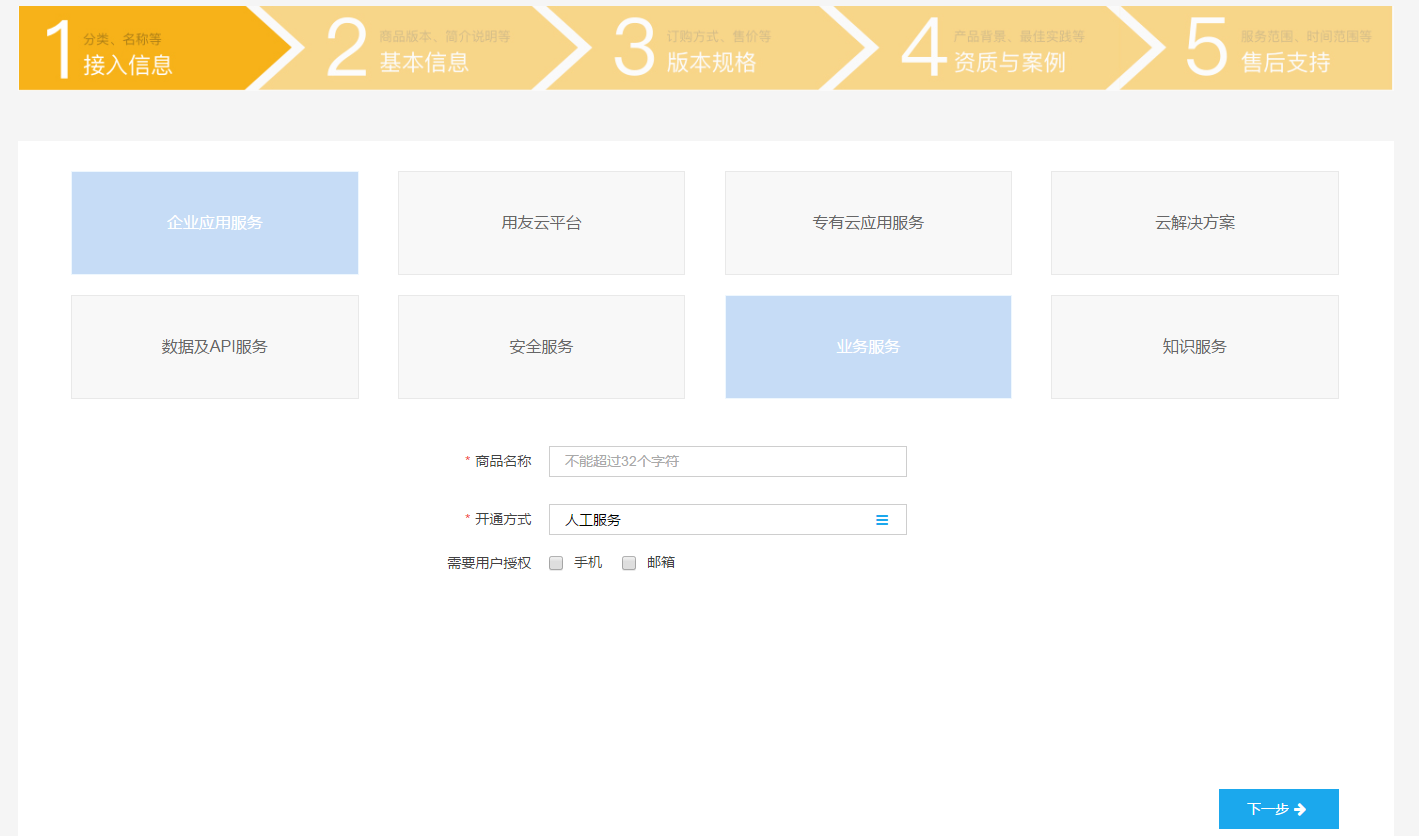 1 分类、名称等
接入信息
2 商品版本、简介说明等
基本信息
3 订购方式、售价等
版本规格
4 产品背景、最佳实践等
资质与案例
5 服务范围、时间范围等
售后支持
企业应用服务 用友云平台 专有云应用服务 云解决方案
数据及API服务 安全服务 业务服务 知识服务
* 商品名称 不能超过32个字符
* 开通方式 人工服务
需要用户授权 手机 邮箱
下一步